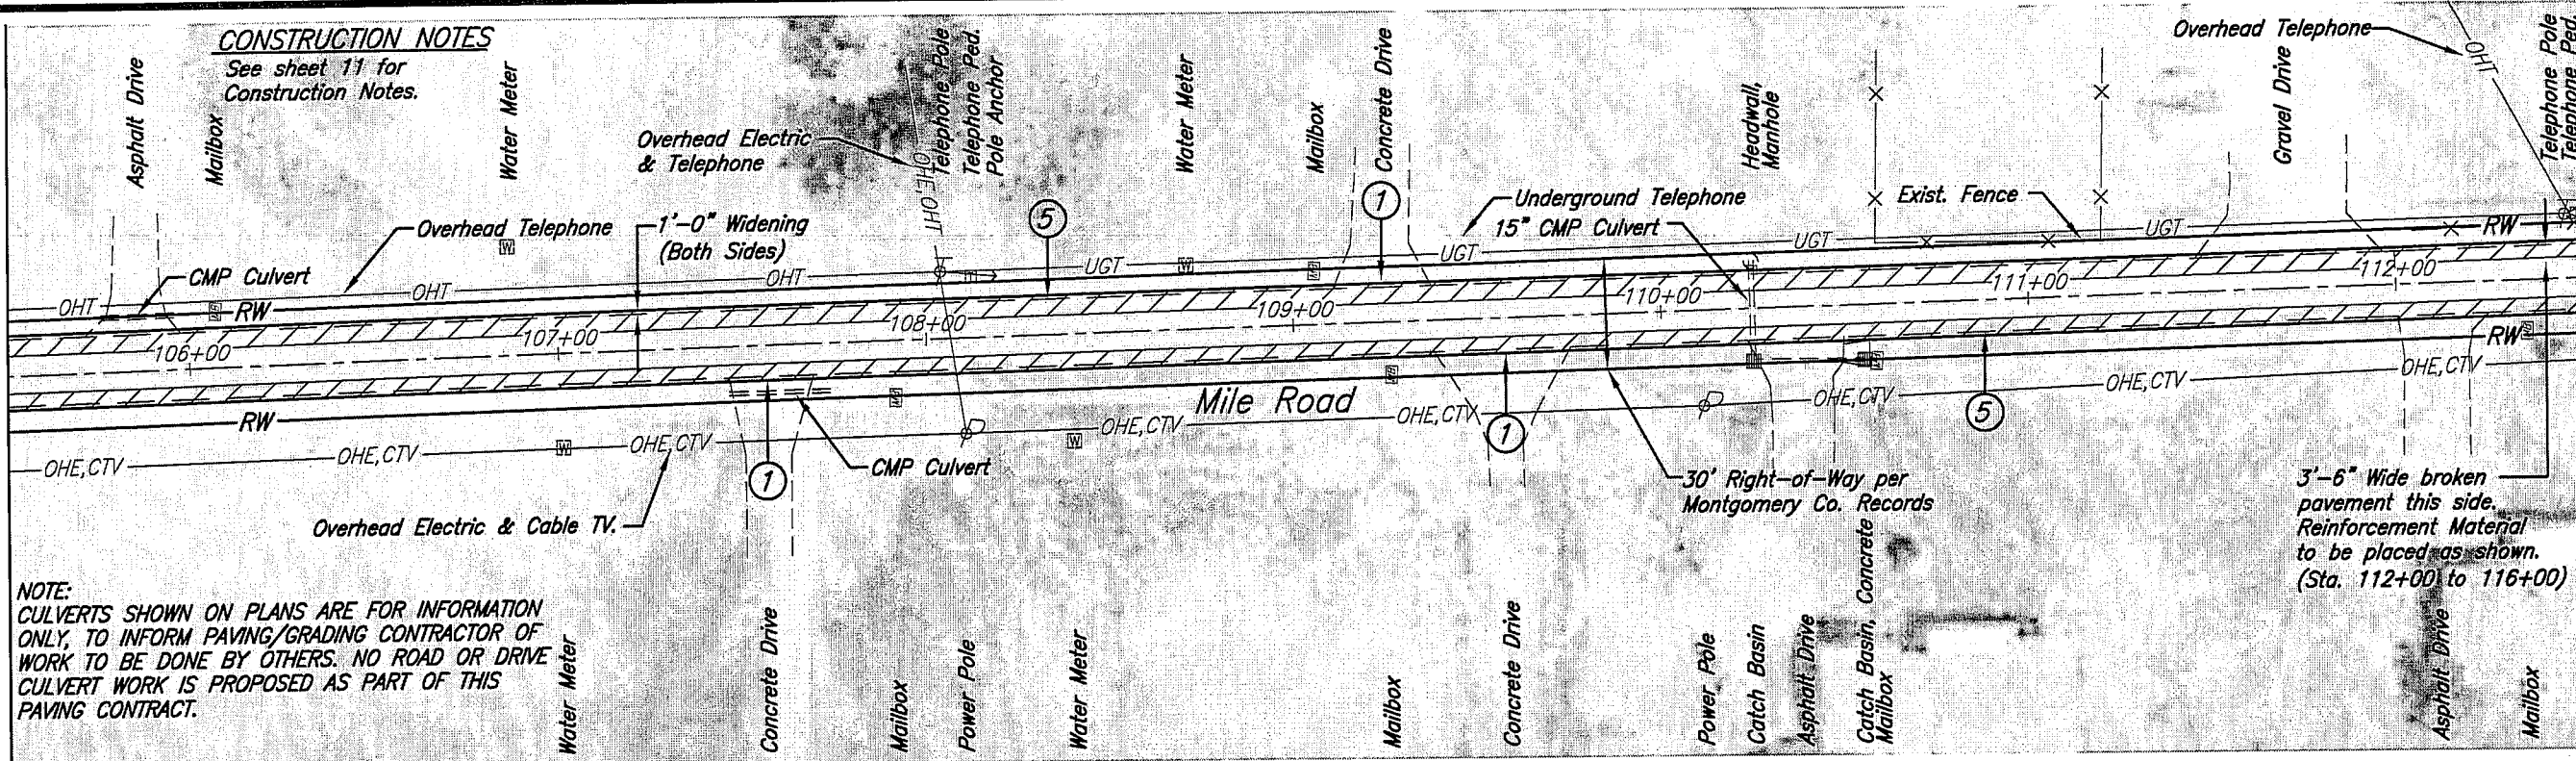 CONSTRUCTION NOTES
See sheet 11 for
Construction Notes.
Asphalt Drive
Mailbox
Water Meter
Overhead Electric
& Telephone
Telephone Pole
Telephone Ped.
Pole Anchor
Water Meter
Mailbox
Concrete Drive
Headwall,
Manhole
Overhead Telephone
Gravel Drive
Telephone Pole
Telephone Ped.
OHT
OHE,OHT
CMP Culvert
Overhead Telephone
W
1'-0" Widening
(Both Sides)
5
1
Underground Telephone
15" CMP Culvert
Exist. Fence
OHT
OHT
OHT
UGT
W
UGT
UGT
UGT
RW
RW
106+00
107+00
108+00
109+00
110+00
111+00
112+00
RW
RW
Mile Road
OHE,CTV
OHE,CTV
W
OHE,CTV
W
OHE,CTV
OHE,CTV
OHE,CTV
OHE,CTV
OHE,CTV
1
CMP Culvert
1
5
Overhead Electric & Cable TV.
30' Right-of-Way per
Montgomery Co. Records
3'-6" Wide broken
pavement this side.
Reinforcement Material
to be placed as shown.
(Sta. 112+00 to 116+00)
NOTE:
CULVERTS SHOWN ON PLANS ARE FOR INFORMATION
ONLY, TO INFORM PAVING/GRADING CONTRACTOR OF
WORK TO BE DONE BY OTHERS. NO ROAD OR DRIVE
CULVERT WORK IS PROPOSED AS PART OF THIS
PAVING CONTRACT.
Water Meter
Concrete Drive
Mailbox
Power Pole
Water Meter
Mailbox
Concrete Drive
Power Pole
Catch Basin
Asphalt Drive
Catch Basin, Concrete
Mailbox
Asphalt Drive
Mailbox